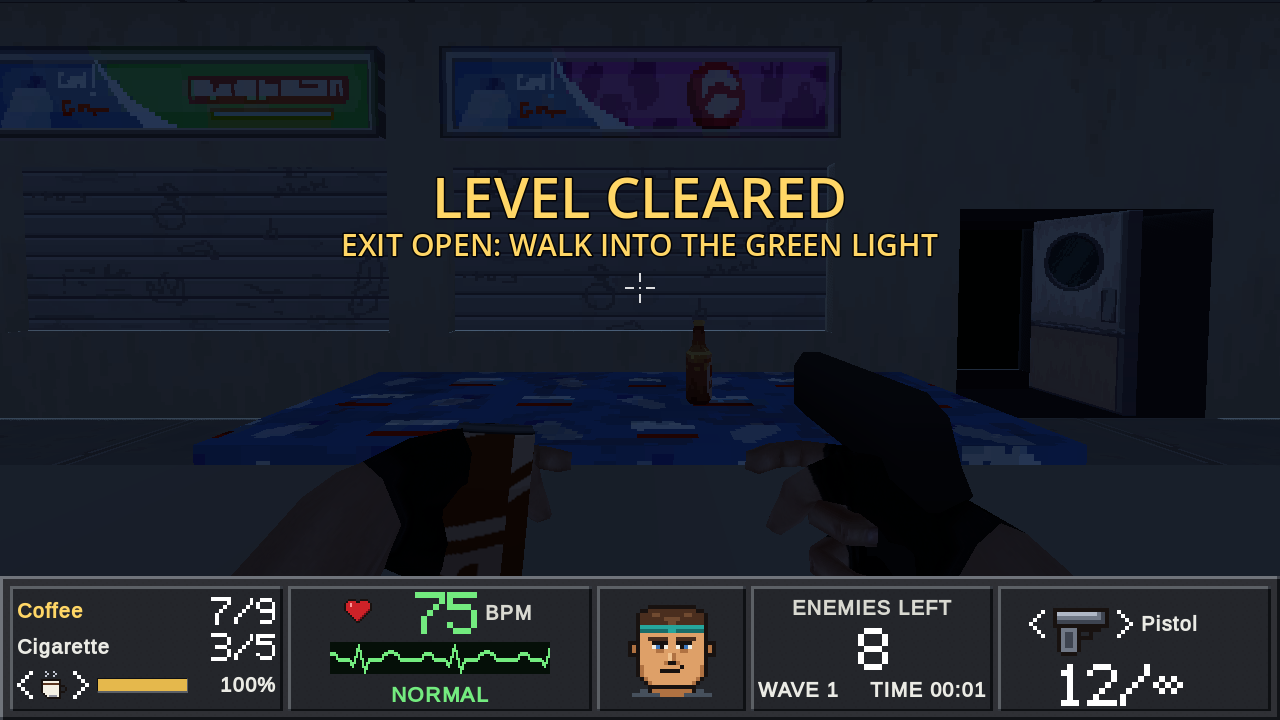 LEVEL CLEARED
EXIT OPEN: WALK INTO THE GREEN LIGHT
Coffee 7/9
Cigarette 3/5
100%
75 BPM
NORMAL
ENEMIES LEFT
8
WAVE 1 TIME 00:01
Pistol
12/∞